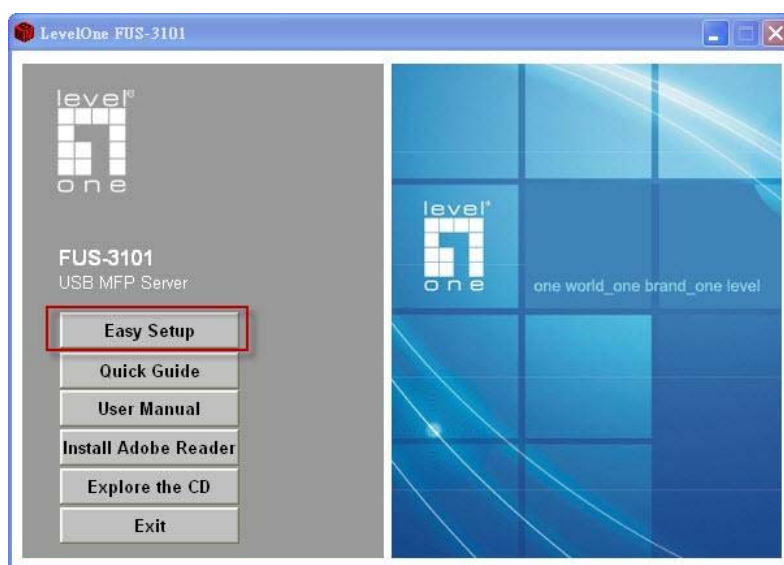 LevelOne FUS-3101
level®
one
FUS-3101
USB MFP Server
Easy Setup
Quick Guide
User Manual
Install Adobe Reader
Explore the CD
Exit
level®
one
one world_one brand_one level